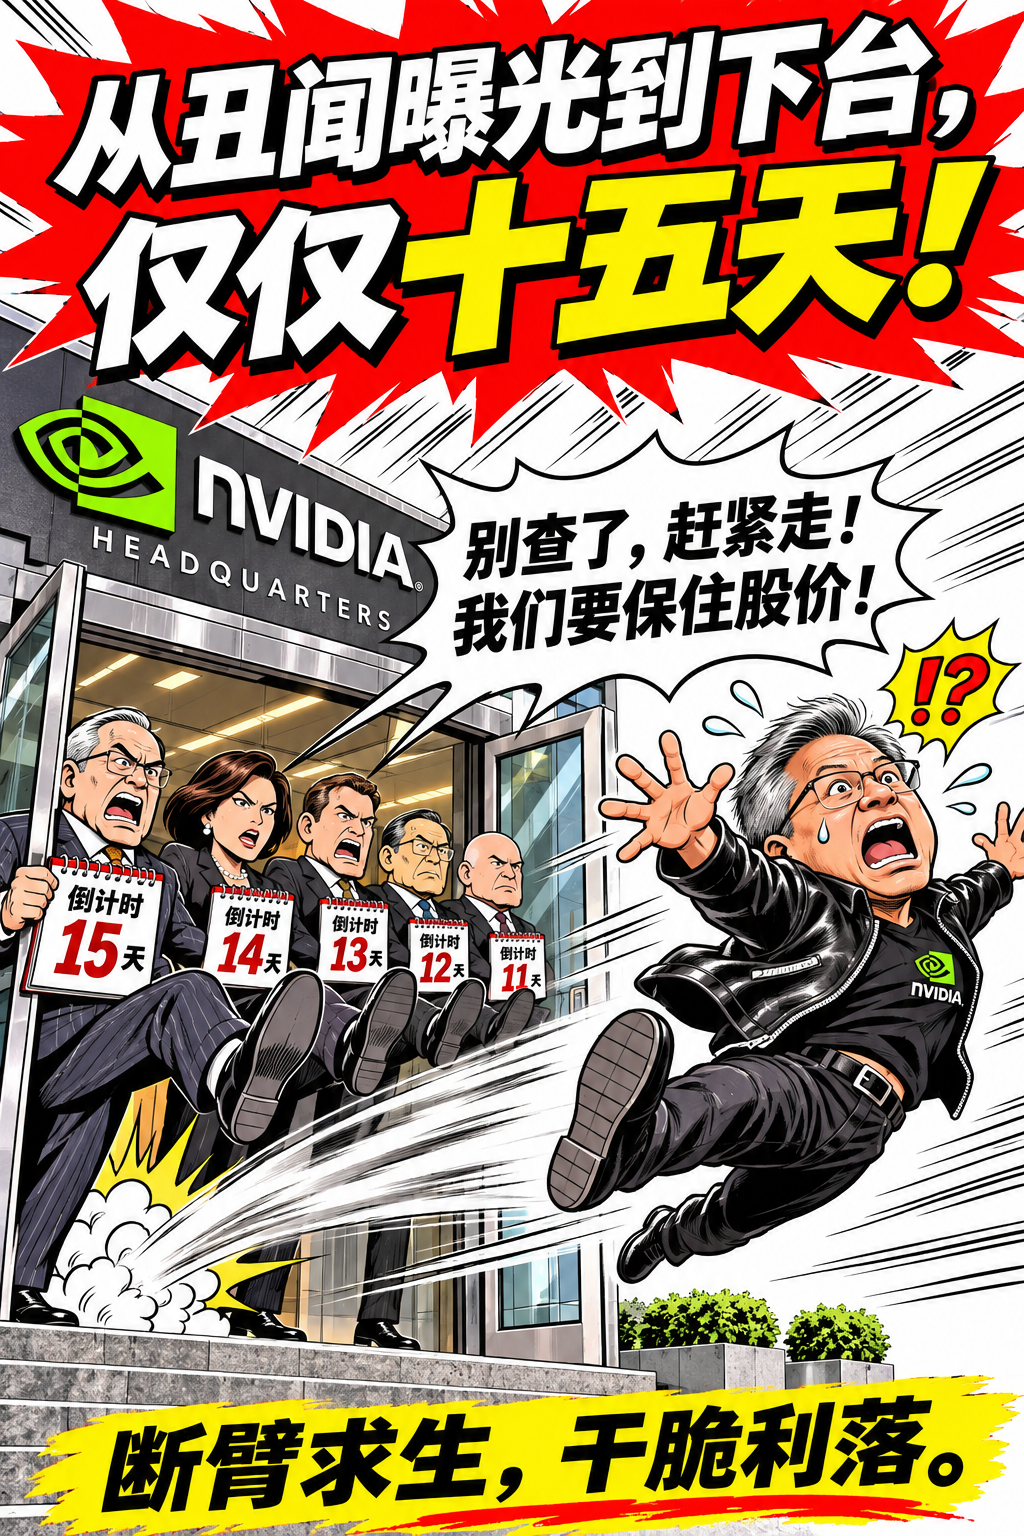 从丑闻曝光到下台，
仅仅十五天！
NVIDIA
HEADQUARTERS
别查了，赶紧走！
我们要保住股价！
!?
倒计时
15天
倒计时
14天
倒计时
13天
倒计时
12天
倒计时
11天
NVIDIA
断臂求生，干脆利落。